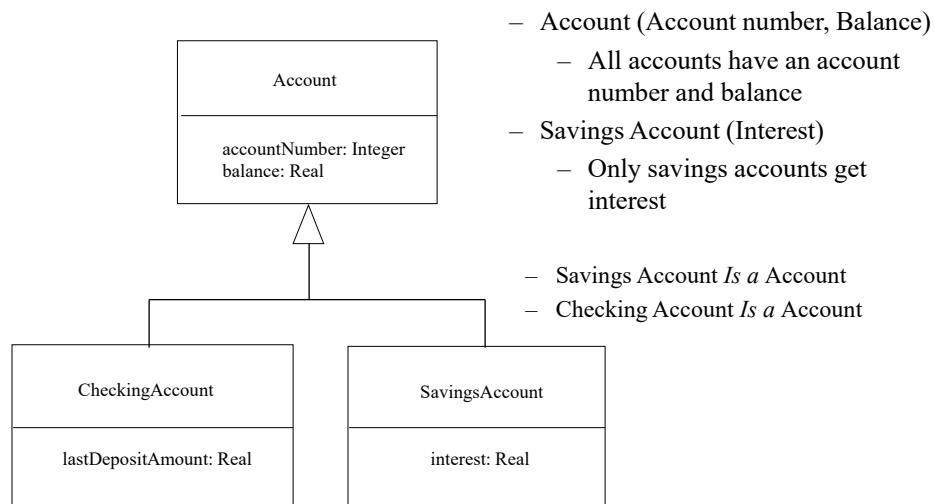 Account
accountNumber: Integer
balance: Real
CheckingAccount
lastDepositAmount: Real
SavingsAccount
interest: Real
– Account (Account number, Balance)
– All accounts have an account
number and balance
– Savings Account (Interest)
– Only savings accounts get
interest
– Savings Account Is a Account
– Checking Account Is a Account